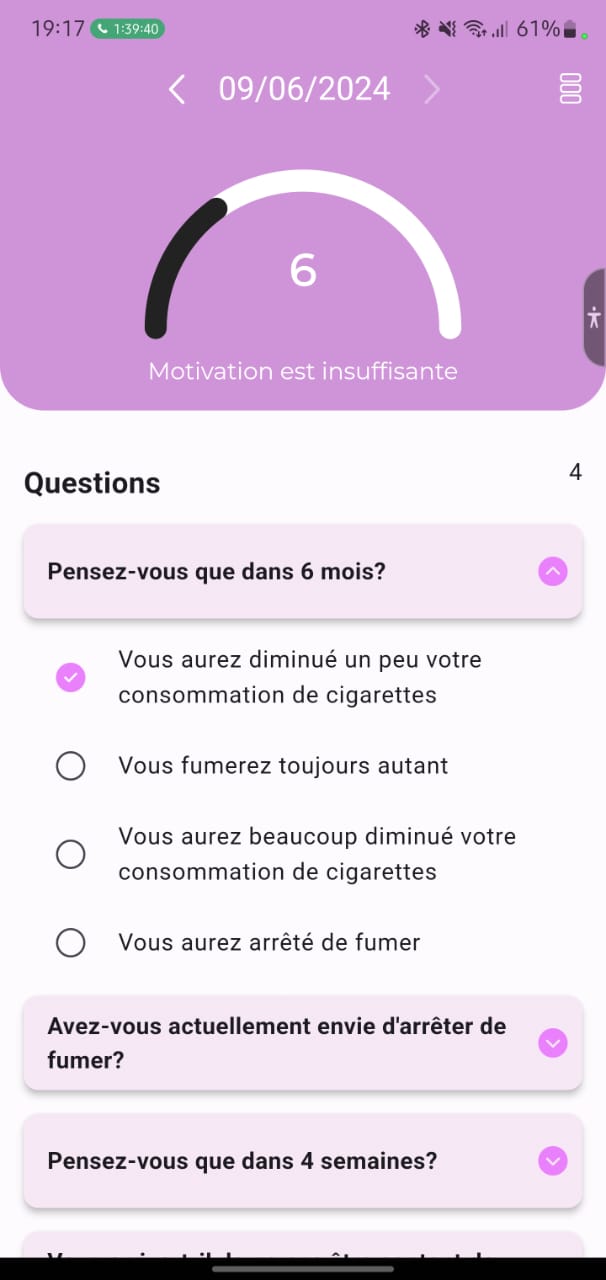 19:17 1:39:40 61%
09/06/2024
6
Motivation est insuffisante
Questions
4
Pensez-vous que dans 6 mois?
Vous aurez diminué un peu votre
consommation de cigarettes
Vous fumerez toujours autant
Vous aurez beaucoup diminué votre
consommation de cigarettes
Vous aurez arrêté de fumer
Avez-vous actuellement envie d'arrêter de
fumer?
Pensez-vous que dans 4 semaines?